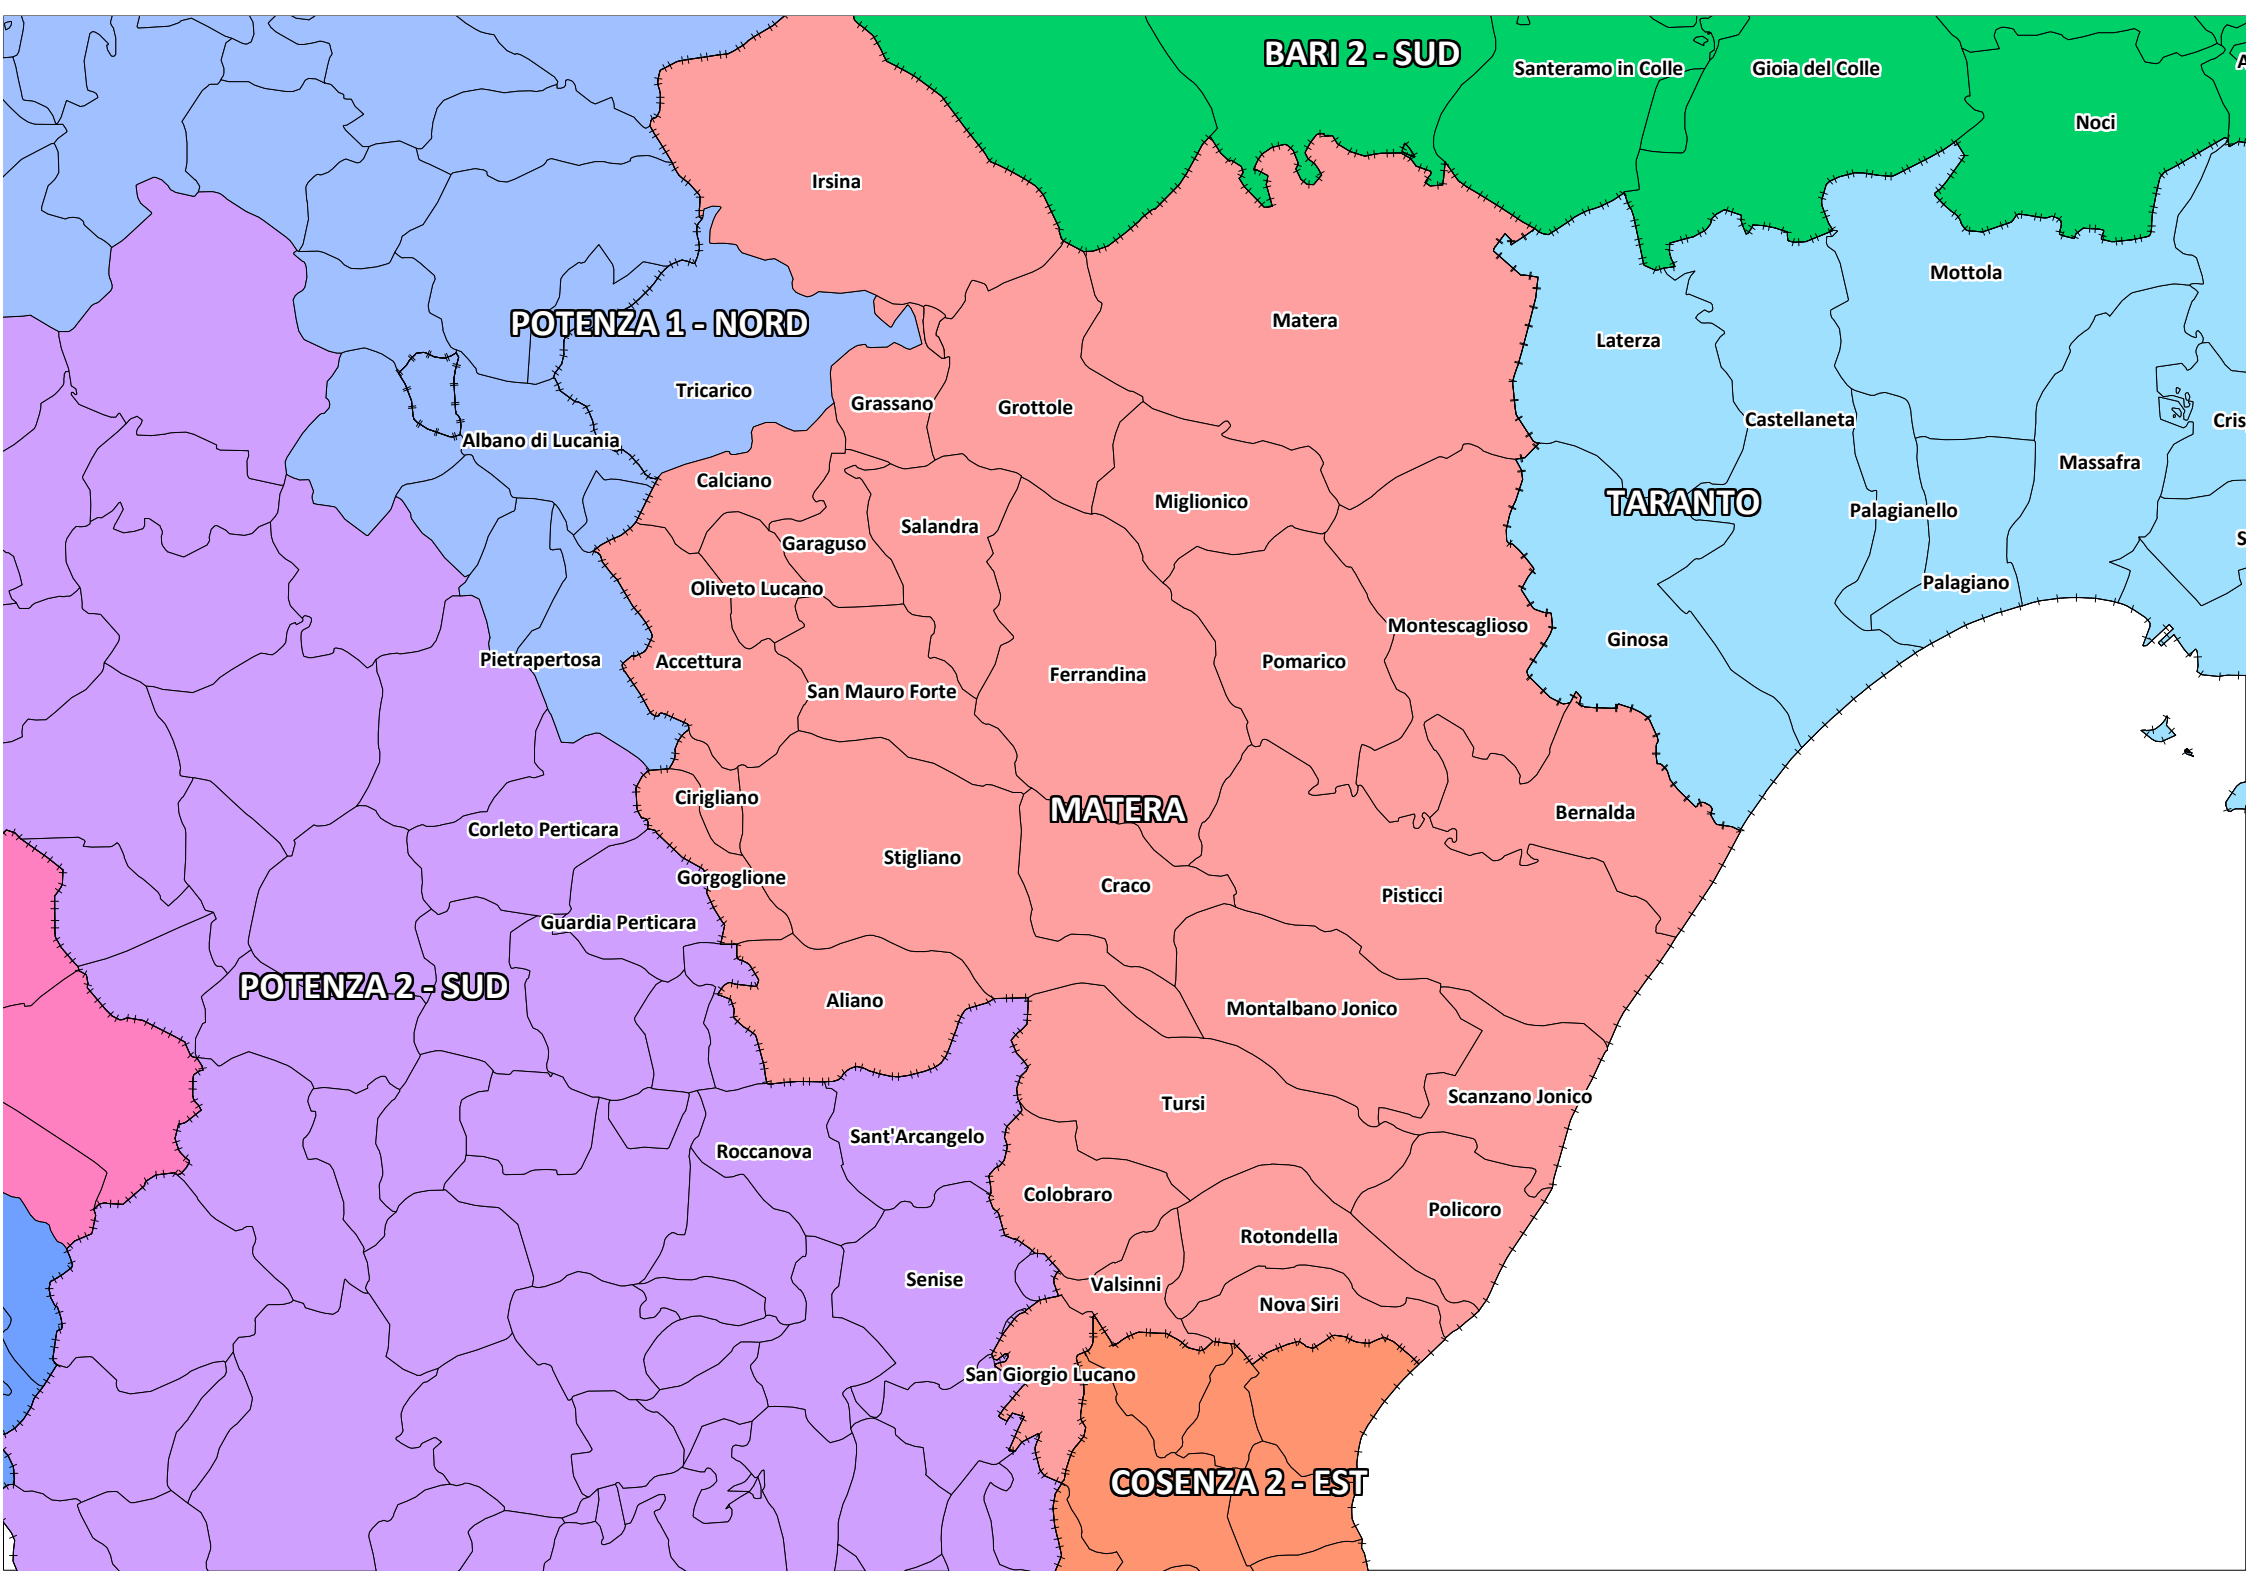 BARI 2 - SUD
Santeramo in Colle
Gioia del Colle
A
Noci
Irsina
Mottola
POTENZA 1 - NORD
Matera
Laterza
Tricarico
Grassano
Grottole
Castellaneta
Cris
Albano di Lucania
Massafra
Calciano
Miglionico
TARANTO
Palagianello
Salandra
S
Garaguso
Palagiano
Oliveto Lucano
Montescaglioso
Ginosa
Pietrapertosa
Accettura
Pomarico
Ferrandina
San Mauro Forte
Cirigliano
MATERA
Bernalda
Corleto Perticara
Stigliano
Gorgoglione
Craco
Pisticci
Guardia Perticara
POTENZA 2 - SUD
Aliano
Montalbano Jonico
Scanzano Jonico
Tursi
Sant'Arcangelo
Roccanova
Colobraro
Policoro
Rotondella
Senise
Valsinni
Nova Siri
San Giorgio Lucano
COSENZA 2 - EST